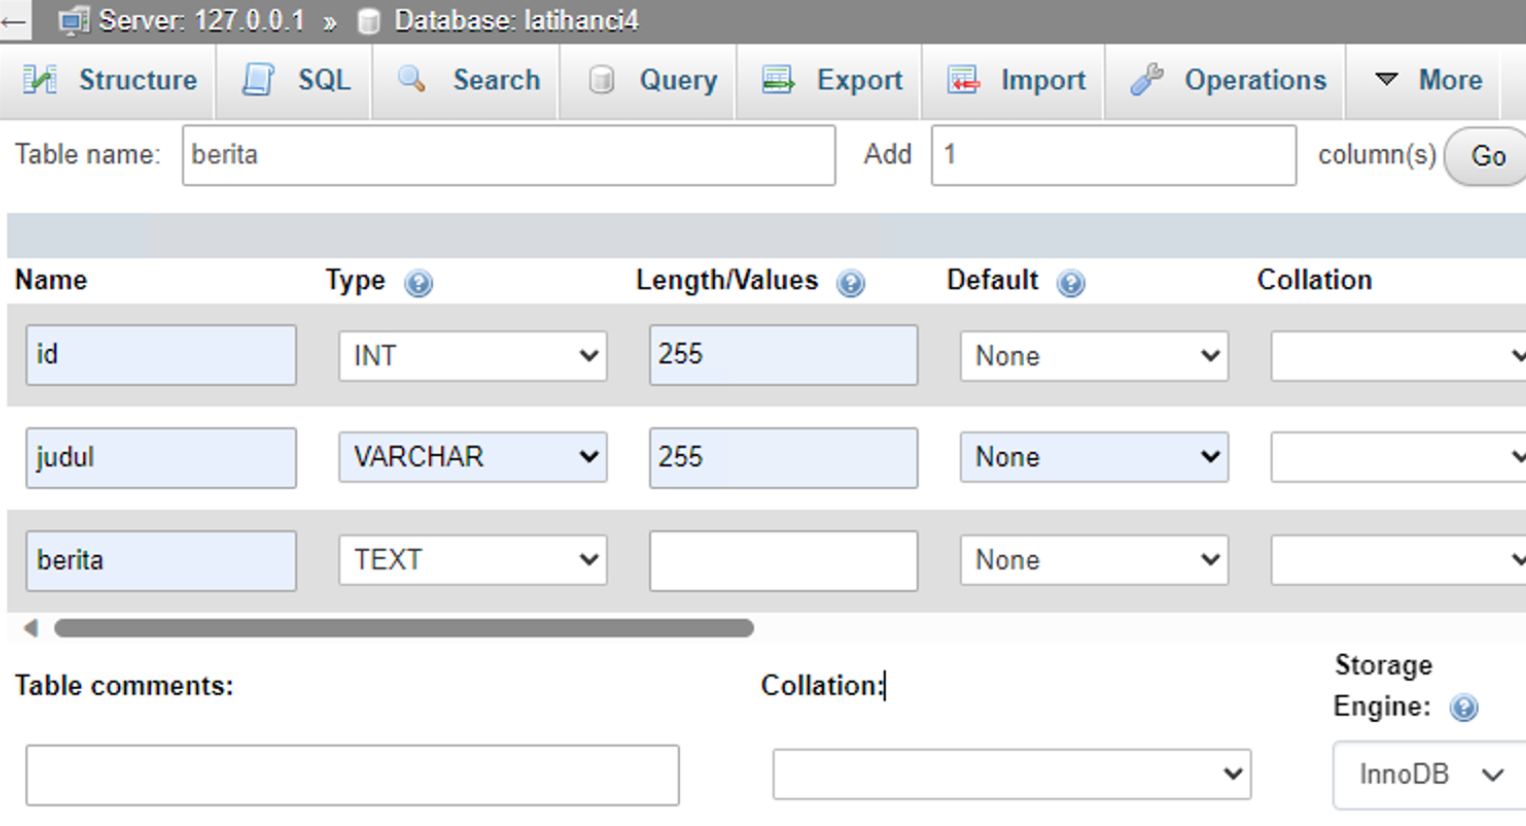 Server: 127.0.0.1 » Database: latihanci4
Structure SQL Search Query Export Import Operations More
Table name: berita Add 1 column(s) Go
Name Type Length/Values Default Collation
id INT 255 None
judul VARCHAR 255 None
berita TEXT None
Table comments: Collation: Storage Engine:
InnoDB